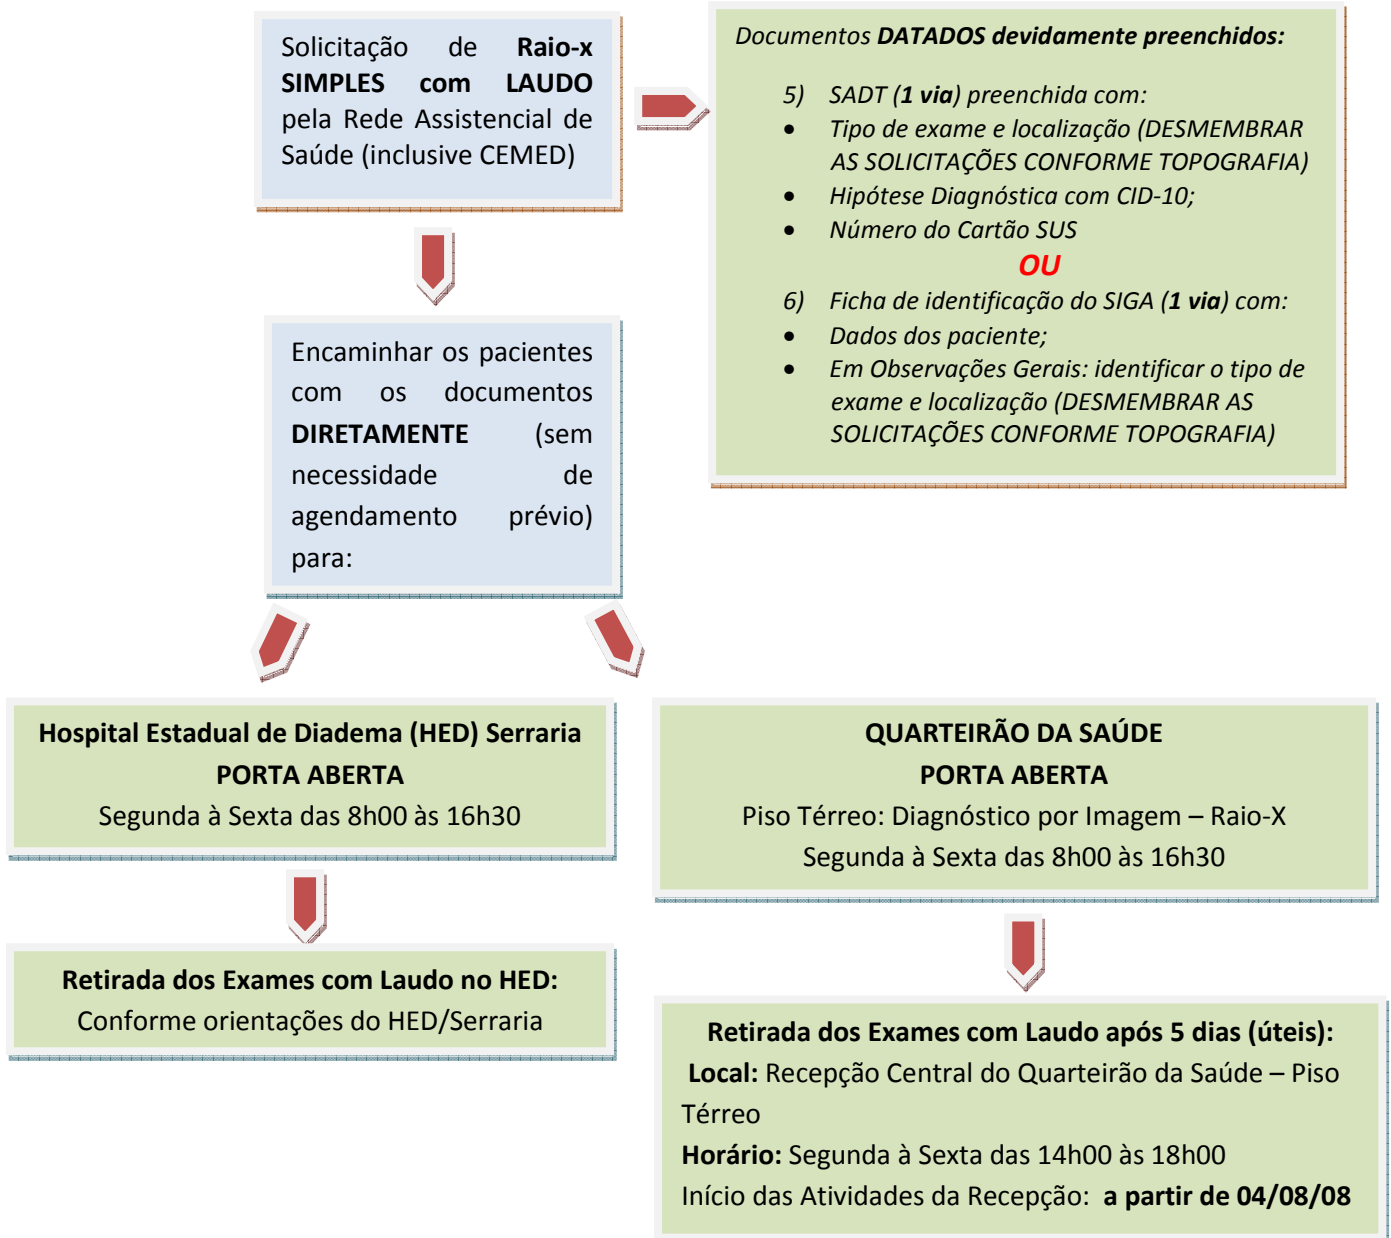 Solicitação de Raio-x
SIMPLES com LAUDO
pela Rede Assistencial de
Saúde (inclusive CEMED)
Documentos DATADOS devidamente preenchidos:
5) SADT (1 via) preenchida com:
• Tipo de exame e localização (DESMEMBRAR
AS SOLICITAÇÕES CONFORME TOPOGRAFIA)
• Hipótese Diagnóstica com CID-10;
• Número do Cartão SUS
OU
6) Ficha de identificação do SIGA (1 via) com:
• Dados dos paciente;
• Em Observações Gerais: identificar o tipo de
exame e localização (DESMEMBRAR AS
SOLICITAÇÕES CONFORME TOPOGRAFIA)
Encaminhar os pacientes
com os documentos
DIRETAMENTE (sem
necessidade de
agendamento prévio)
para:
Hospital Estadual de Diadema (HED) Serraria
PORTA ABERTA
Segunda à Sexta das 8h00 às 16h30
QUARTEIRÃO DA SAÚDE
PORTA ABERTA
Piso Térreo: Diagnóstico por Imagem – Raio-X
Segunda à Sexta das 8h00 às 16h30
Retirada dos Exames com Laudo no HED:
Conforme orientações do HED/Serraria
Retirada dos Exames com Laudo após 5 dias (úteis):
Local: Recepção Central do Quarteirão da Saúde – Piso
Térreo
Horário: Segunda à Sexta das 14h00 às 18h00
Início das Atividades da Recepção: a partir de 04/08/08